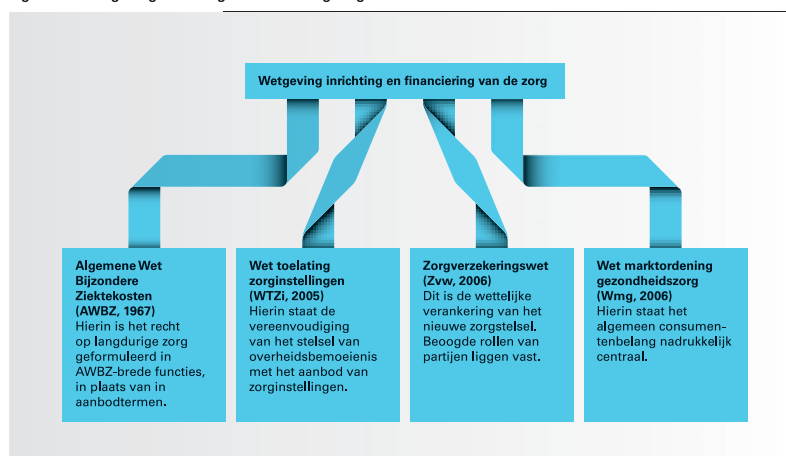 Wetgeving inrichting en financiering van de zorg
Algemene Wet
Bijzondere
Ziektekosten
(AWBZ, 1967)
Hierin is het recht
op langdurige zorg
geformuleerd in
AWBZ-brede functies,
in plaats van in
aanbodtermen.
Wet toelating
zorginstellingen
(WTZi, 2005)
Hierin staat de
vereenvoudiging
van het stelsel van
overheidsbemoeienis
met het aanbod van
zorginstellingen.
Zorgverzekeringswet
(Zvw, 2006)
Dit is de wettelijke
verankering van het
nieuwe zorgstelsel.
Beoogde rollen van
partijen liggen vast.
Wet marktordening
gezondheidszorg
(Wmg, 2006)
Hierin staat het
algemeen consumen-
tenbelang nadrukkelijk
centraal.